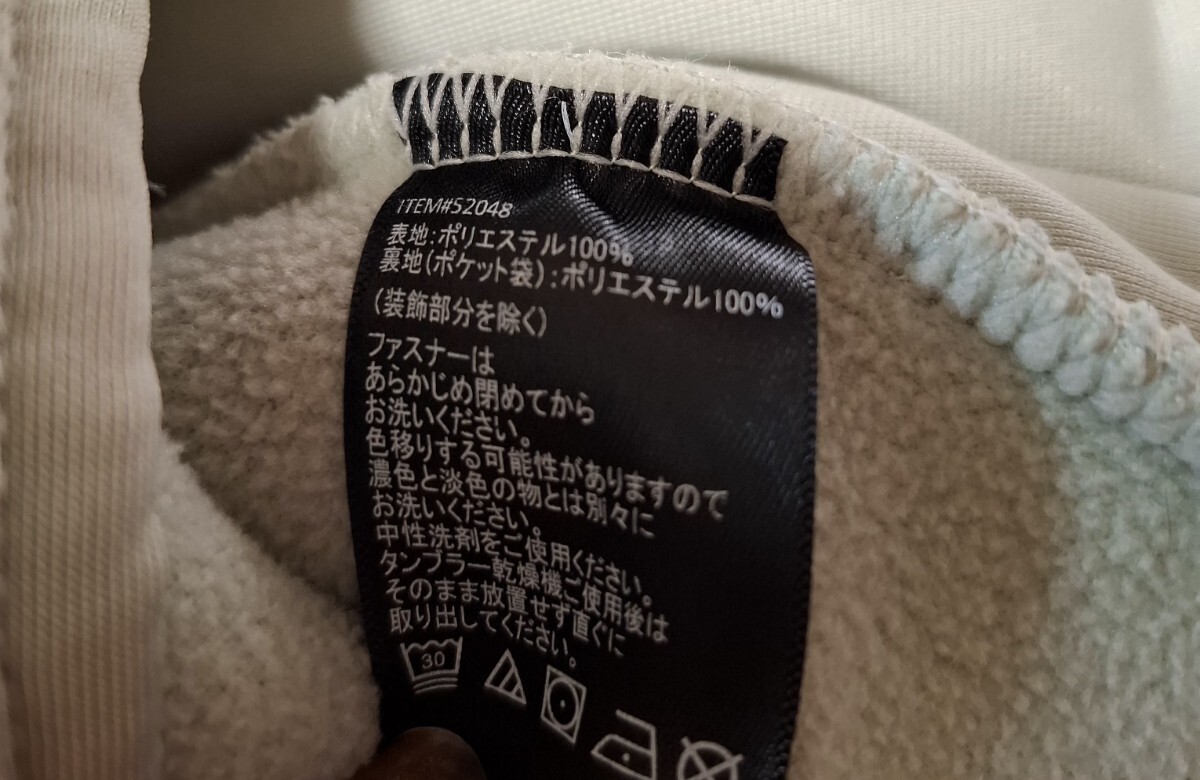 ITEM#52048
表地:ポリエステル100%
裏地(ポケット袋):ポリエステル100%
(装飾部分を除く)
ファスナーは
あらかじめ閉めてから
お洗いください。
色移りする可能性がありますので
濃色と淡色の物とは別々に
お洗いください。
中性洗剤をご使用ください。
タンブラー乾燥機ご使用後は
そのまま放置せず直ぐに
取り出してください。
30